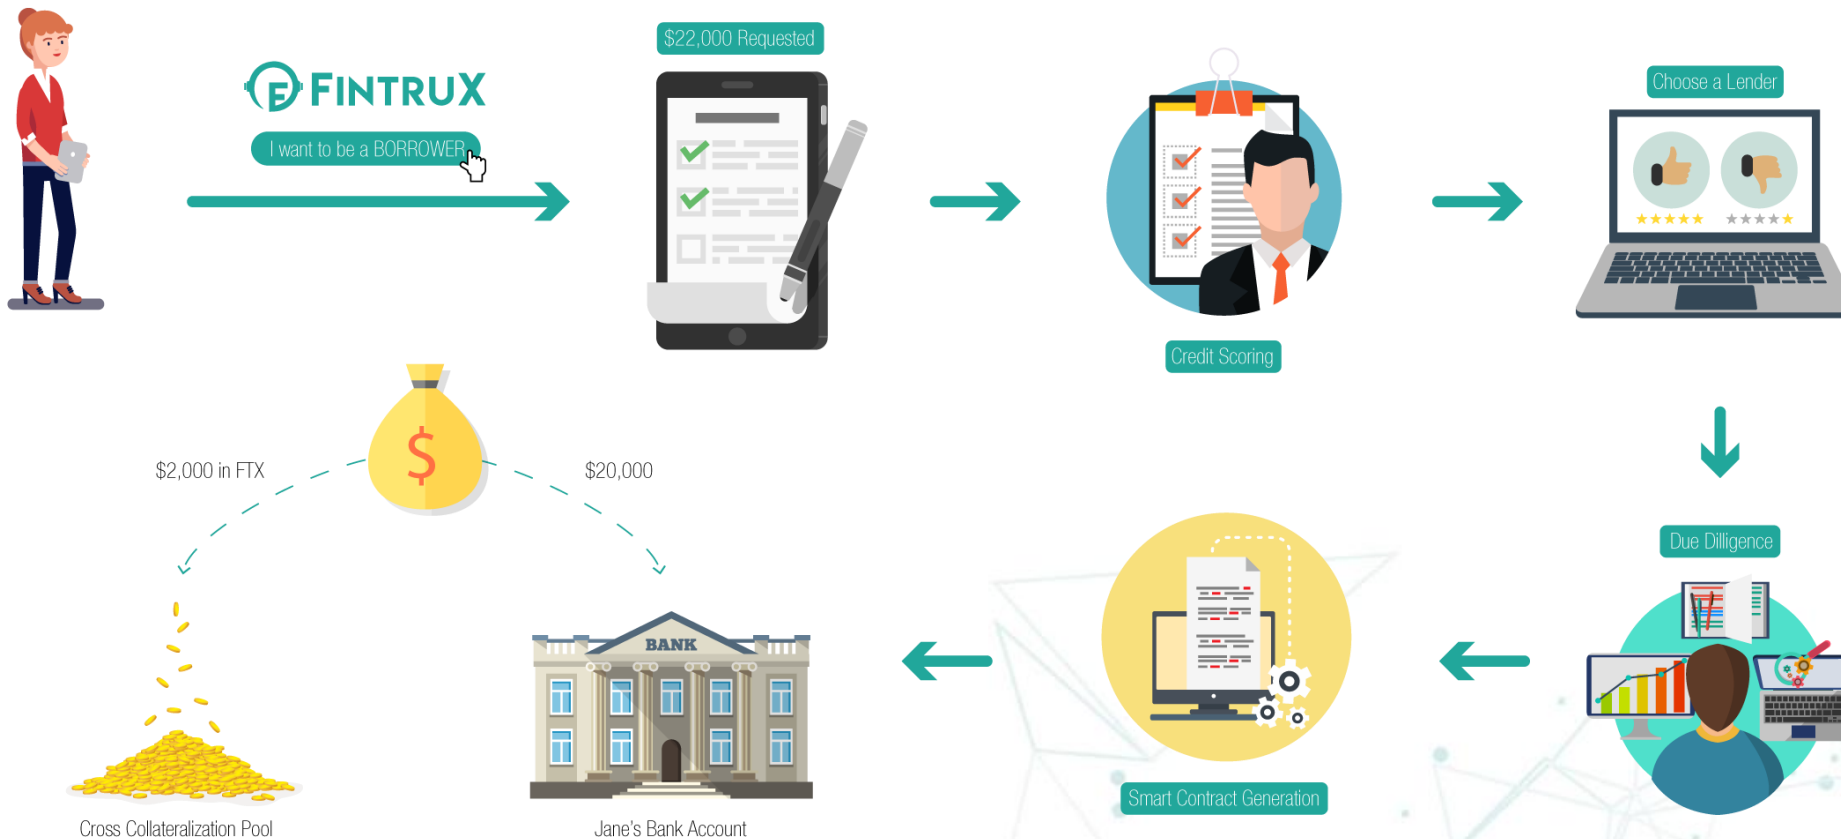 $22,000 Requested
FINTRUX
I want to be a BORROWER
Choose a Lender
Credit Scoring
$
$2,000 in FTX
$20,000
Due Dilligence
BANK
Smart Contract Generation
Cross Collateralization Pool
Jane's Bank Account